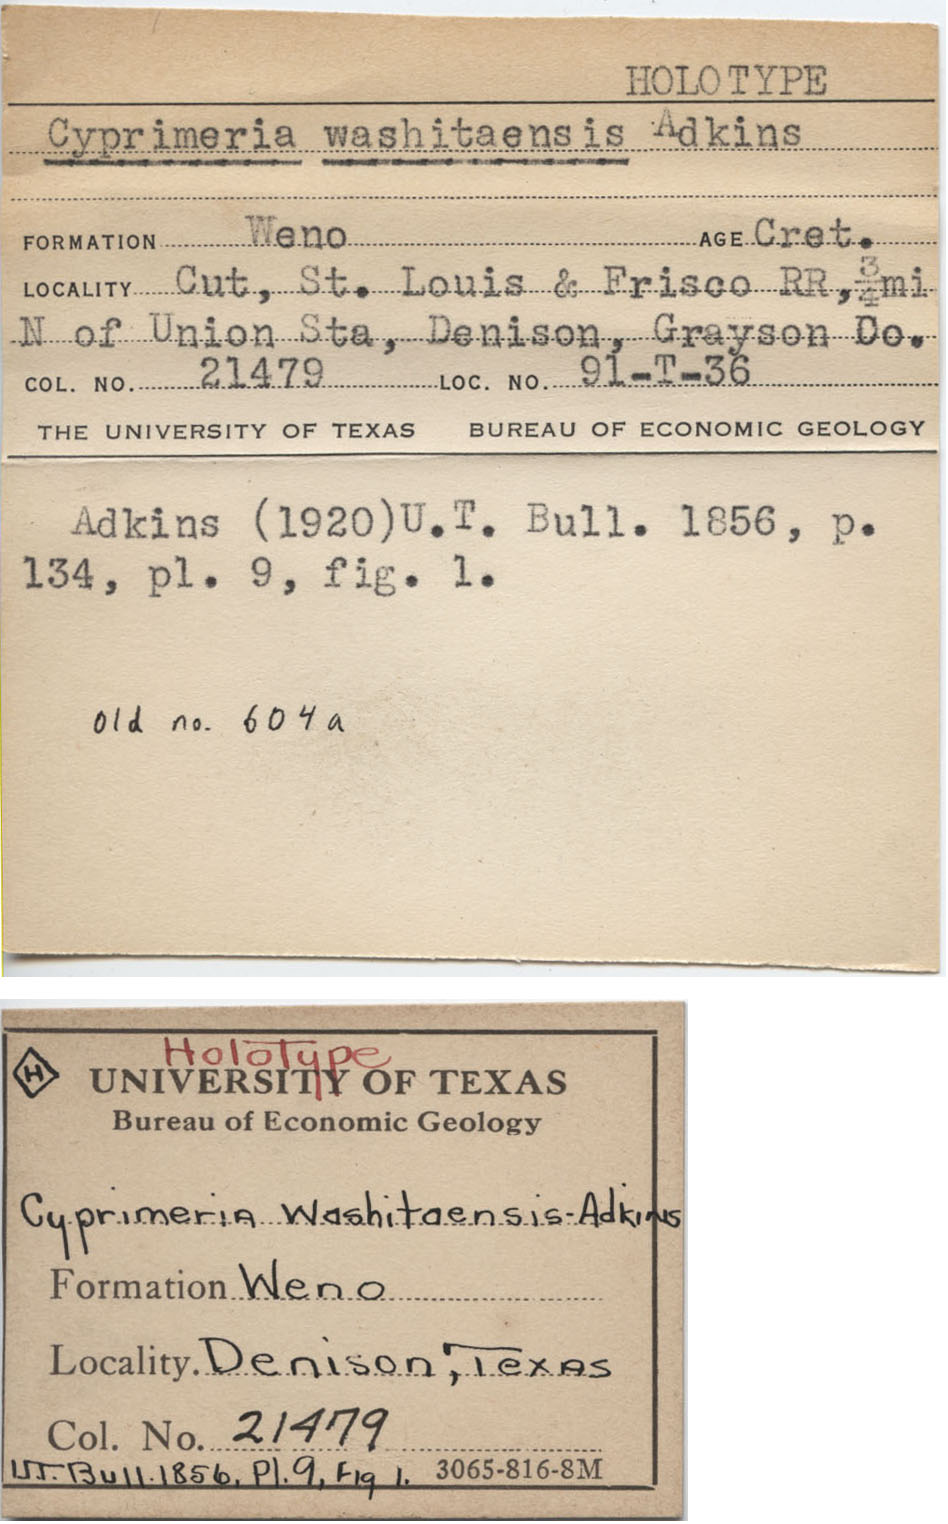 HOLOTYPE
Cyprimeria washitaensis Adkins
FORMATION Weno AGE Cret.
LOCALITY Cut, St. Louis & Frisco RR, 3/4 mi
N of Union Sta, Denison, Grayson Co.
COL. NO. 21479 LOC. NO. 91-T-36
THE UNIVERSITY OF TEXAS BUREAU OF ECONOMIC GEOLOGY
Adkins (1920) U.T. Bull. 1856, p.
134, pl. 9, fig. 1.
old no. 604a
Holotype
H UNIVERSITY OF TEXAS
Bureau of Economic Geology
Cyprimeria Washitaensis-Adkins
Formation Weno
Locality. Denison, Texas
Col. No. 21479
UT. Bull. 1856, Pl. 9, Fig 1. 3065-816-8M